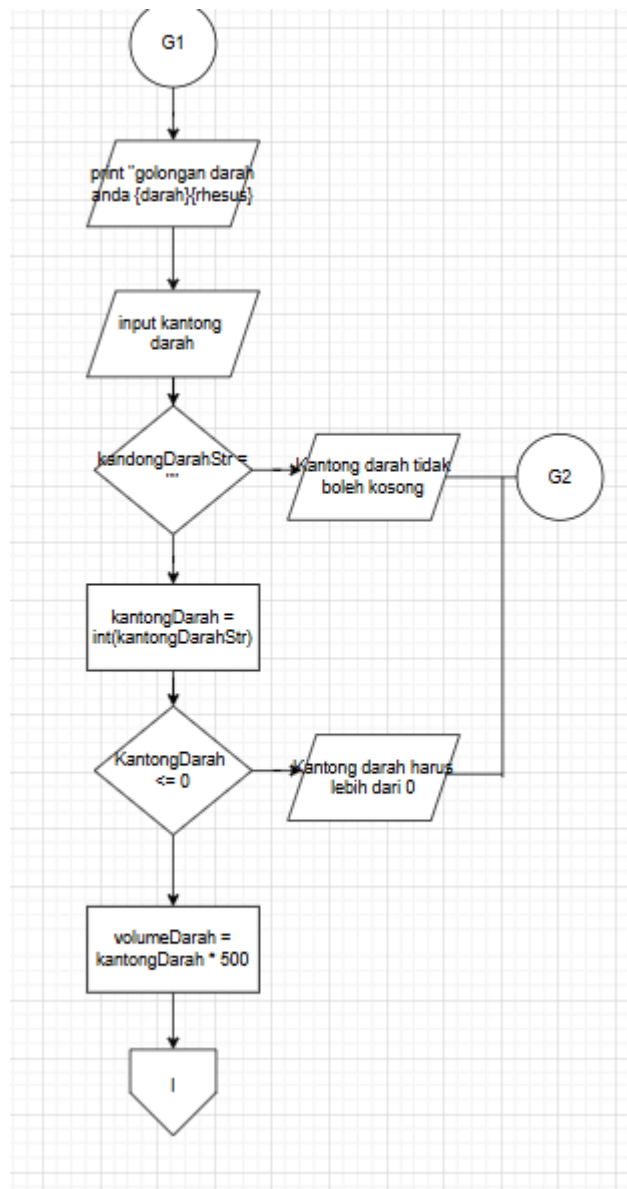 G1
print "golongan darah
anda {darah}{rhesus}
input kantong
darah
kandongDarahStr =
""
Kantong darah tidak
boleh kosong
G2
kantongDarah =
int(kantongDarahStr)
KantongDarah
<= 0
Kantong darah harus
lebih dari 0
volumeDarah =
kantongDarah * 500
I